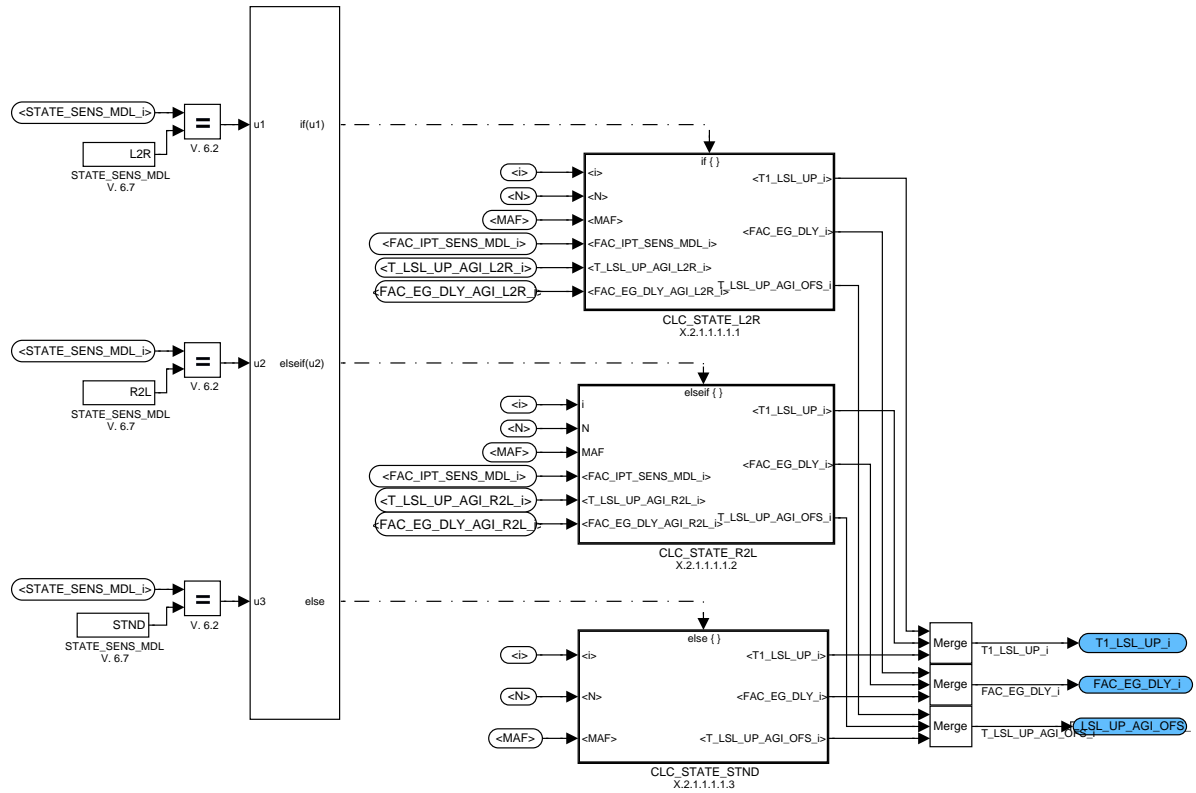 <STATE_SENS_MDL_i>
=
V. 6.2
L2R
STATE_SENS_MDL
V. 6.7
u1
if(u1)
if { }
<i>
<i>
<N>
<N>
<MAF>
<MAF>
<FAC_IPT_SENS_MDL_i>
<FAC_IPT_SENS_MDL_i>
<T_LSL_UP_AGI_L2R_i>
<T_LSL_UP_AGI_L2R_i>
<FAC_EG_DLY_AGI_L2R_i>
<FAC_EG_DLY_AGI_L2R_i>
<T1_LSL_UP_i>
<FAC_EG_DLY_i>
T_LSL_UP_AGI_OFS_i
CLC_STATE_L2R
X.2.1.1.1.1.1
<STATE_SENS_MDL_i>
=
V. 6.2
R2L
STATE_SENS_MDL
V. 6.7
u2
elseif(u2)
elseif { }
<i>
i
<N>
N
<MAF>
MAF
<FAC_IPT_SENS_MDL_i>
<FAC_IPT_SENS_MDL_i>
<T_LSL_UP_AGI_R2L_i>
<T_LSL_UP_AGI_R2L_i>
<FAC_EG_DLY_AGI_R2L_i>
<FAC_EG_DLY_AGI_R2L_i>
<T1_LSL_UP_i>
<FAC_EG_DLY_i>
T_LSL_UP_AGI_OFS_i
CLC_STATE_R2L
X.2.1.1.1.1.2
<STATE_SENS_MDL_i>
=
V. 6.2
STND
STATE_SENS_MDL
V. 6.7
u3
else
else { }
<i>
<i>
<N>
<N>
<MAF>
<MAF>
<T1_LSL_UP_i>
<FAC_EG_DLY_i>
<T_LSL_UP_AGI_OFS_i>
CLC_STATE_STND
X.2.1.1.1.1.3
Merge
T1_LSL_UP_i
T1_LSL_UP_i
Merge
FAC_EG_DLY_i
FAC_EG_DLY_i
Merge
T_LSL_UP_AGI_OFS_i
T_LSL_UP_AGI_OFS_